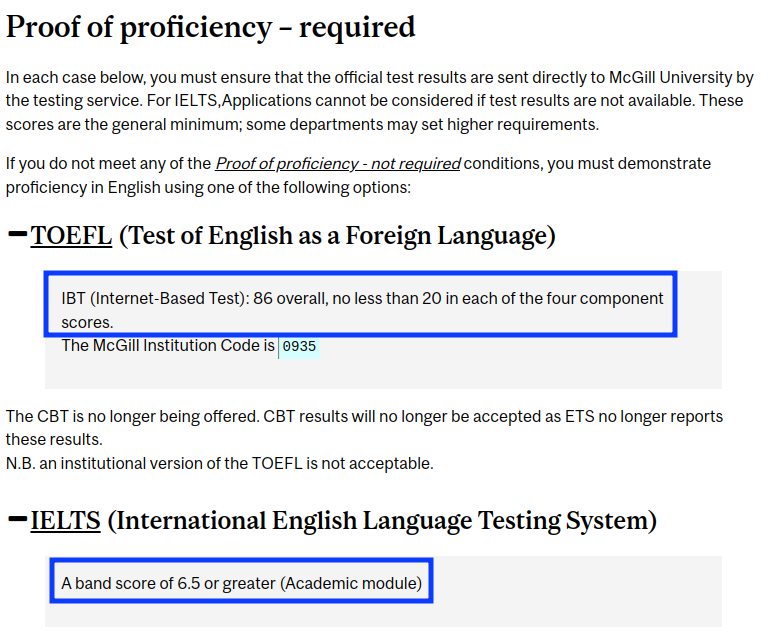 Proof of proficiency – required
In each case below, you must ensure that the official test results are sent directly to McGill University by
the testing service. For IELTS,Applications cannot be considered if test results are not available. These
scores are the general minimum; some departments may set higher requirements.
If you do not meet any of the Proof of proficiency - not required conditions, you must demonstrate
proficiency in English using one of the following options:
TOEFL (Test of English as a Foreign Language)
IBT (Internet-Based Test): 86 overall, no less than 20 in each of the four component
scores.
The McGill Institution Code is 0935
The CBT is no longer being offered. CBT results will no longer be accepted as ETS no longer reports
these results.
N.B. an institutional version of the TOEFL is not acceptable.
IELTS (International English Language Testing System)
A band score of 6.5 or greater (Academic module)